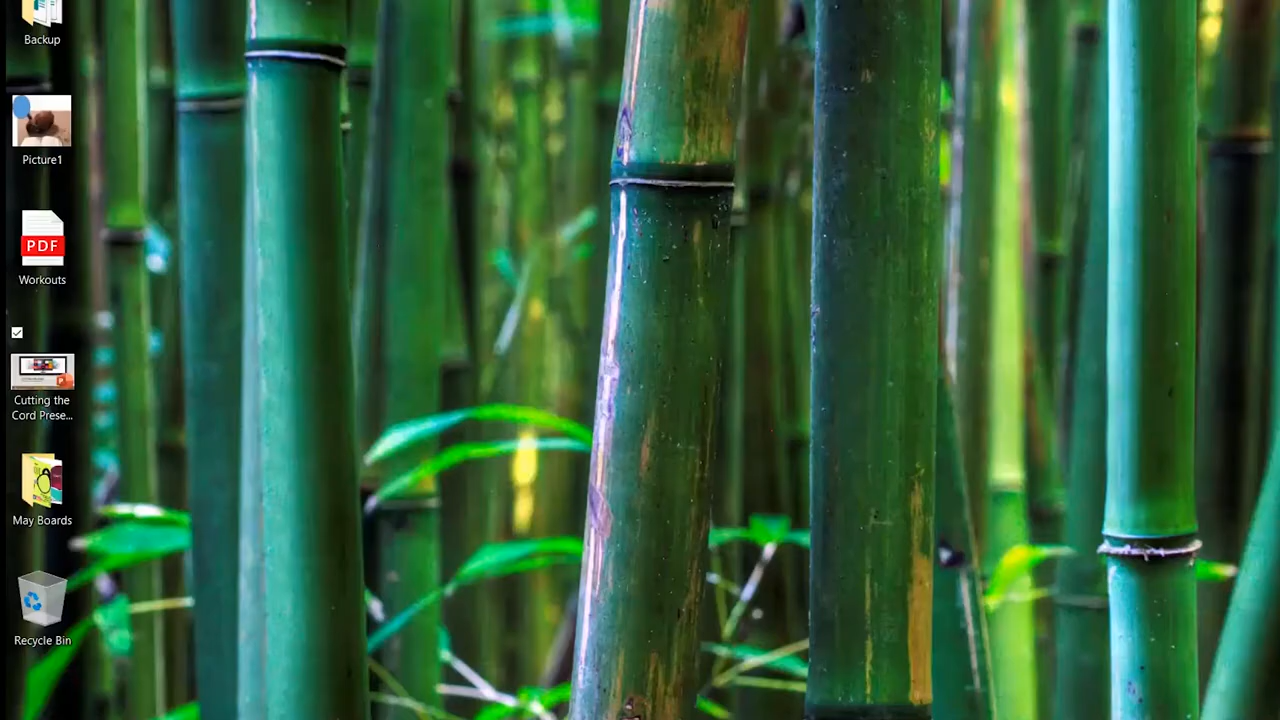 Backup
Picture1
PDF
Workouts
Cutting the
Cord Prese...
May Boards
Recycle Bin